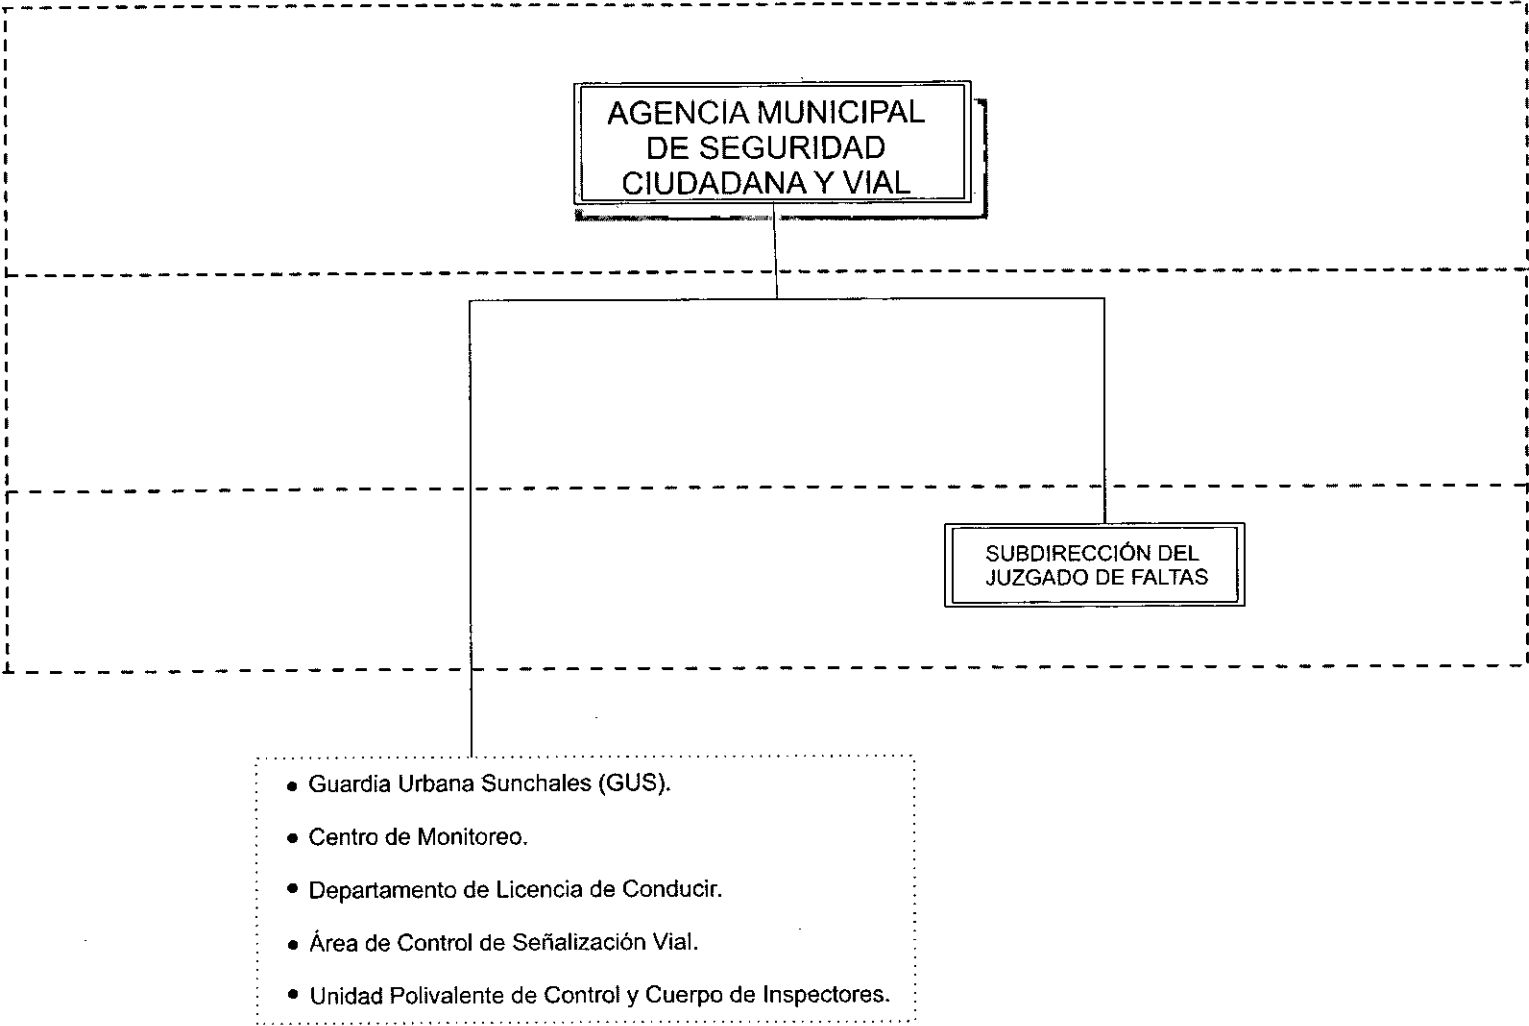 AGENCIA MUNICIPAL
DE SEGURIDAD
CIUDADANA Y VIAL
SUBDIRECCIÓN DEL
JUZGADO DE FALTAS
• Guardia Urbana Sunchales (GUS).
• Centro de Monitoreo.
• Departamento de Licencia de Conducir.
• Área de Control de Señalización Vial.
• Unidad Polivalente de Control y Cuerpo de Inspectores.